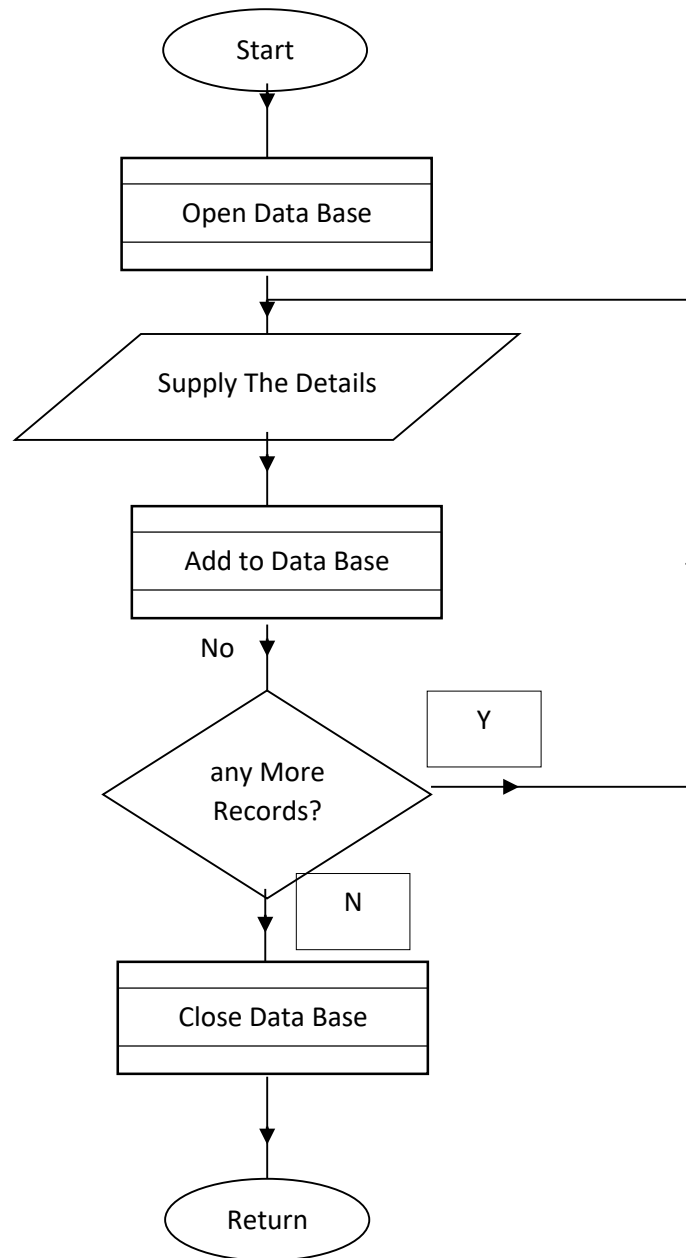 Start
Open Data Base
Supply The Details
Add to Data Base
No
Y
any More
Records?
N
Close Data Base
Return